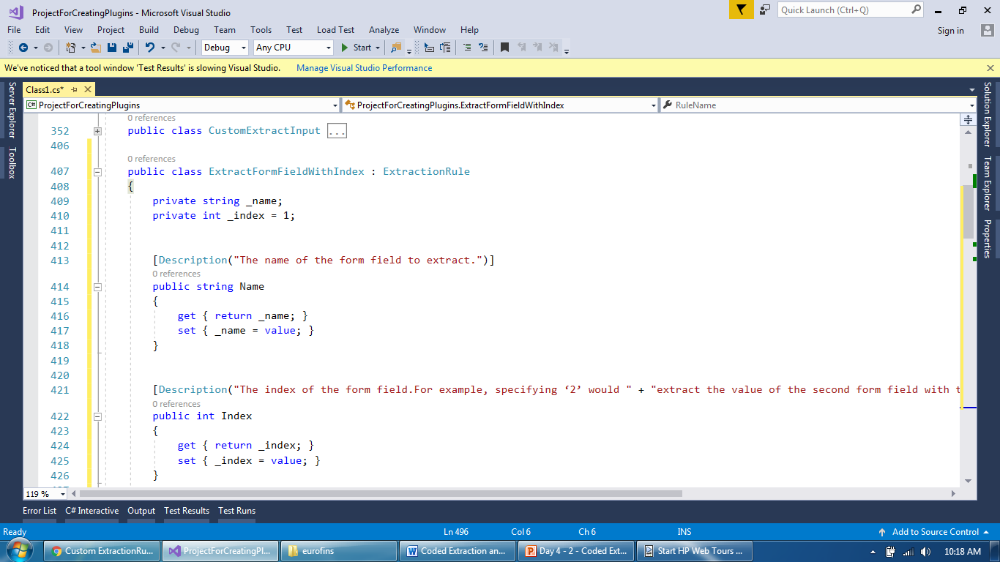 ProjectForCreatingPlugins - Microsoft Visual Studio
Quick Launch (Ctrl+Q)
File Edit View Project Build Debug Team Tools Test Load Test Analyze Window Help
Sign in
Debug Any CPU Start
We've noticed that a tool window 'Test Results' is slowing Visual Studio. Manage Visual Studio Performance
Server Explorer
Toolbox
Class1.cs*
C# ProjectForCreatingPlugins ProjectForCreatingPlugins.ExtractFormFieldWithIndex RuleName
0 references
352 public class CustomExtractInput ...
406
0 references
407 public class ExtractFormFieldWithIndex : ExtractionRule
408 {
409 private string _name;
410 private int _index = 1;
411
412
413 [Description("The name of the form field to extract.")]
0 references
414 public string Name
415 {
416 get { return _name; }
417 set { _name = value; }
418 }
419
420
421 [Description("The index of the form field.For example, specifying ‘2’ would " + "extract the value of the second form field with t
0 references
422 public int Index
423 {
424 get { return _index; }
425 set { _index = value; }
426 }
119 %
Solution Explorer
Team Explorer
Properties
Error List C# Interactive Output Test Results Test Runs
Ready Ln 496 Col 6 Ch 6 INS Add to Source Control
Custom ExtractionRu... ProjectForCreatingPl... eurofins Coded Extraction an... Day 4 - 2 - Coded Ext... Start HP Web Tours ... 10:18 AM